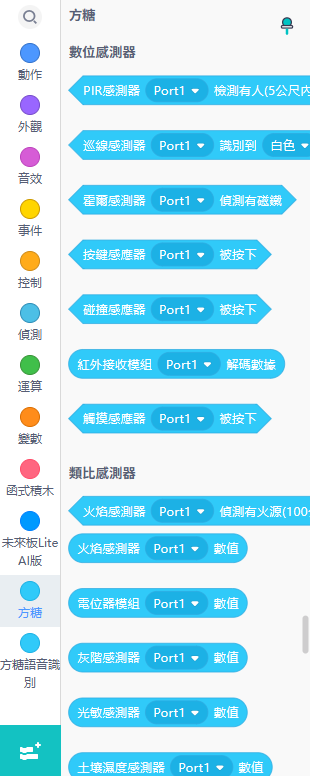 動作
外觀
音效
事件
控制
偵測
運算
變數
函式積木
未來板Lite
AI版
方糖
方糖語音識
別
方糖
數位感測器
PIR感測器 Port1 檢測有人(5公尺內
巡線感測器 Port1 識別到 白色
霍爾感測器 Port1 偵測有磁鐵
按鍵感應器 Port1 被按下
碰撞感應器 Port1 被按下
紅外接收模組 Port1 解碼數據
觸摸感應器 Port1 被按下
類比感測器
火焰感測器 Port1 偵測有火源(100
火焰感測器 Port1 數值
電位器模組 Port1 數值
灰階感測器 Port1 數值
光敏感測器 Port1 數值
土壤濕度感測器 Port1 數值